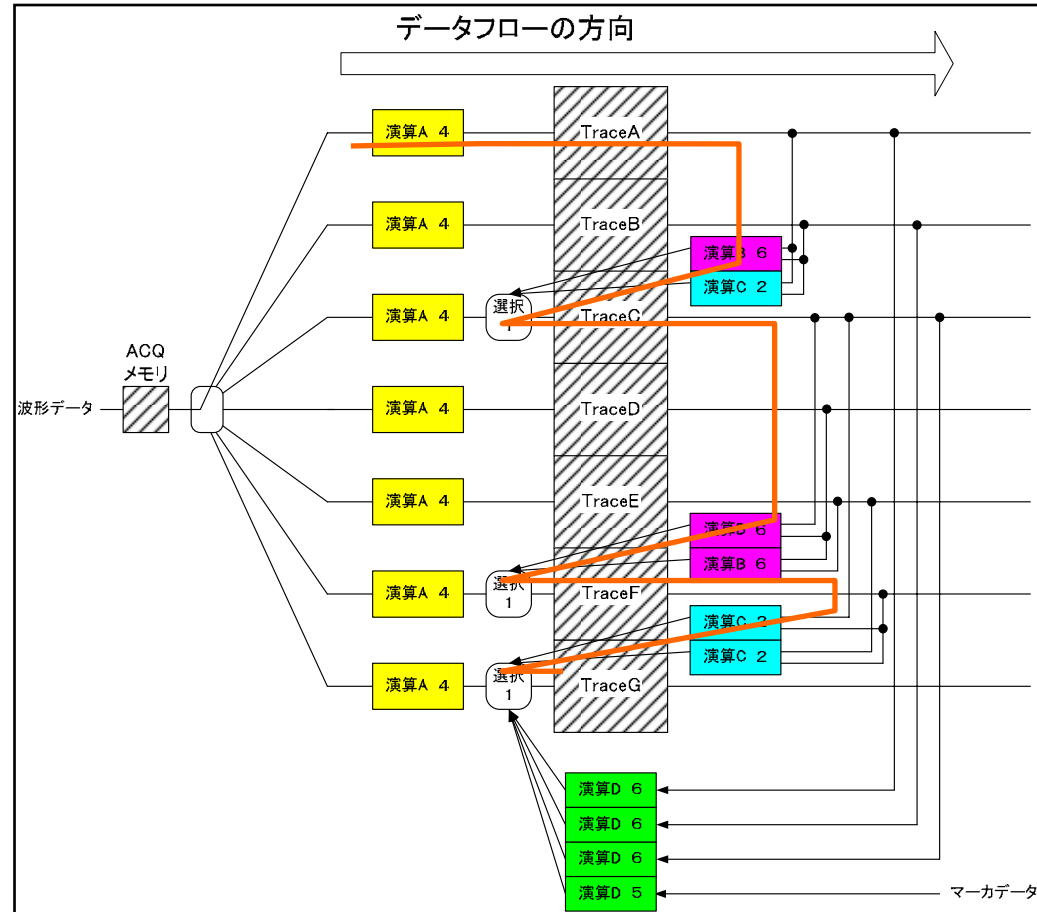 データフローの方向
演算A 4
TraceA
演算A 4
TraceB
演算B 6
演算C 2
演算A 4
選択
1
TraceC
ACQ
メモリ
波形データ
演算A 4
TraceD
演算A 4
TraceE
演算B 6
演算B 6
演算A 4
選択
1
TraceF
演算C 2
演算C 2
演算A 4
選択
1
TraceG
演算D 6
演算D 6
演算D 6
演算D 5
マーカデータ